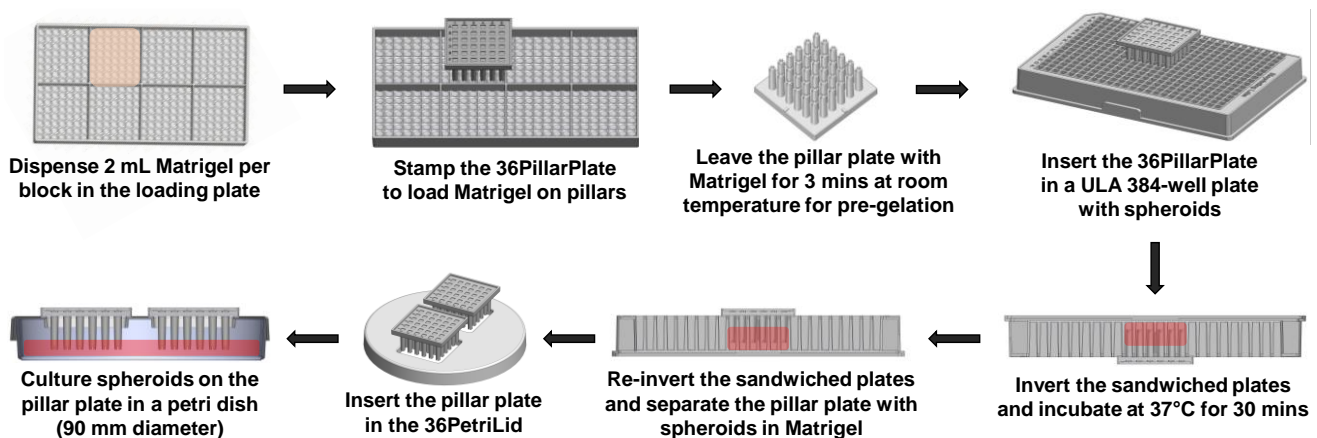 Dispense 2 mL Matrigel per
block in the loading plate
Stamp the 36PillarPlate
to load Matrigel on pillars
Leave the pillar plate with
Matrigel for 3 mins at room
temperature for pre-gelation
Insert the 36PillarPlate
in a ULA 384-well plate
with spheroids
Invert the sandwiched plates
and incubate at 37°C for 30 mins
Re-invert the sandwiched plates
and separate the pillar plate with
spheroids in Matrigel
Insert the pillar plate
in the 36PetriLid
Culture spheroids on the
pillar plate in a petri dish
(90 mm diameter)